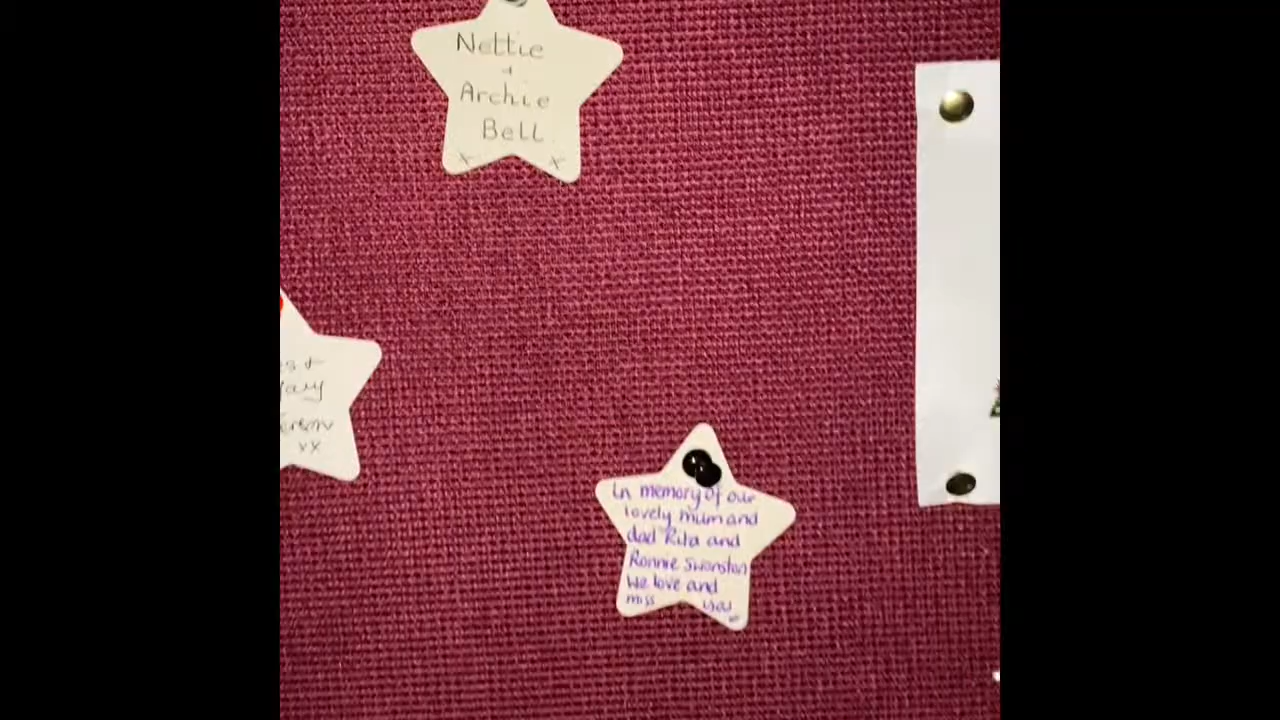 Nettie
+
Archie
Bell
x x
xx
In memory of our
lovely mum and
dad Rita and
Ronnie Swanston
We love and
miss you
x